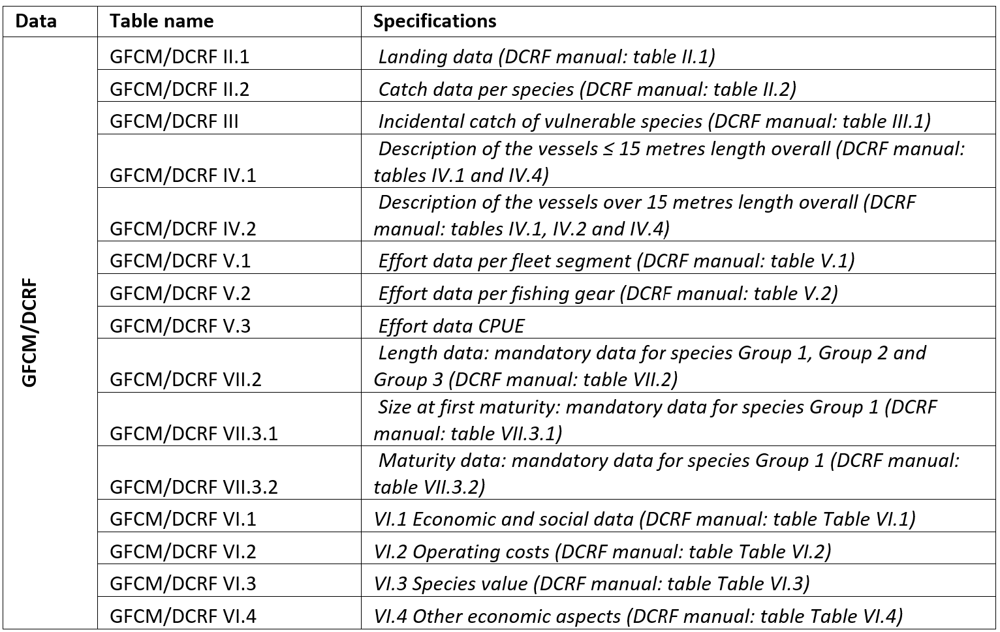 Data Table name Specifications
GFCM/DCRF
GFCM/DCRF II.1 Landing data (DCRF manual: table II.1)
GFCM/DCRF II.2 Catch data per species (DCRF manual: table II.2)
GFCM/DCRF III Incidental catch of vulnerable species (DCRF manual: table III.1)
Description of the vessels ≤ 15 metres length overall (DCRF manual:
GFCM/DCRF IV.1 tables IV.1 and IV.4)
Description of the vessels over 15 metres length overall (DCRF
GFCM/DCRF IV.2 manual: tables IV.1, IV.2 and IV.4)
GFCM/DCRF V.1 Effort data per fleet segment (DCRF manual: table V.1)
GFCM/DCRF V.2 Effort data per fishing gear (DCRF manual: table V.2)
GFCM/DCRF V.3 Effort data CPUE
Length data: mandatory data for species Group 1, Group 2 and
GFCM/DCRF VII.2 Group 3 (DCRF manual: table VII.2)
Size at first maturity: mandatory data for species Group 1 (DCRF
GFCM/DCRF VII.3.1 manual: table VII.3.1)
Maturity data: mandatory data for species Group 1 (DCRF manual:
GFCM/DCRF VII.3.2 table VII.3.2)
GFCM/DCRF VI.1 VI.1 Economic and social data (DCRF manual: table Table VI.1)
GFCM/DCRF VI.2 VI.2 Operating costs (DCRF manual: table Table VI.2)
GFCM/DCRF VI.3 VI.3 Species value (DCRF manual: table Table VI.3)
GFCM/DCRF VI.4 VI.4 Other economic aspects (DCRF manual: table Table VI.4)